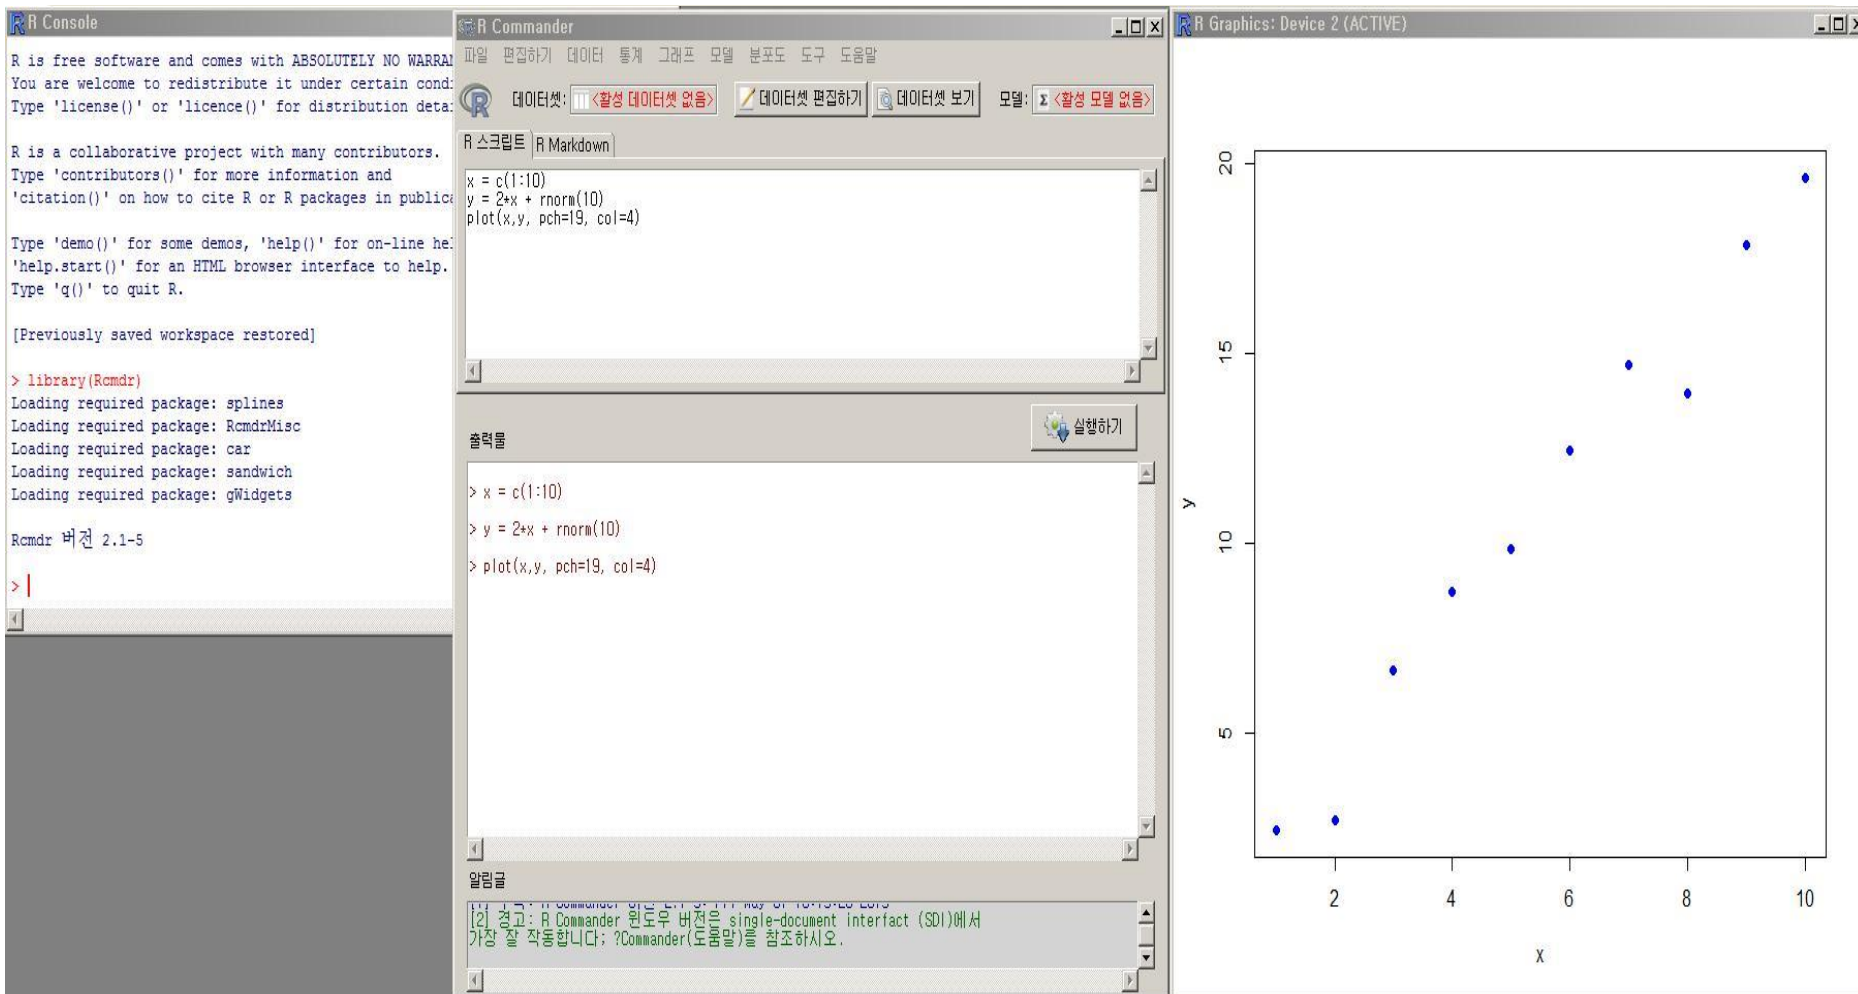 R Console
R is free software and comes with ABSOLUTELY NO WARRAN
You are welcome to redistribute it under certain condi
Type 'license()' or 'licence()' for distribution detai
R is a collaborative project with many contributors.
Type 'contributors()' for more information and
'citation()' on how to cite R or R packages in publica
Type 'demo()' for some demos, 'help()' for on-line hel
'help.start()' for an HTML browser interface to help.
Type 'q()' to quit R.
[Previously saved workspace restored]
> library(Rcmdr)
Loading required package: splines
Loading required package: RcmdrMisc
Loading required package: car
Loading required package: sandwich
Loading required package: gWidgets
Rcmdr 버전 2.1-5
>
R Commander
파일 편집하기 데이터 통계 그래프 모델 분포도 도구 도움말
데이터셋: <활성 데이터셋 없음> 데이터셋 편집하기 데이터셋 보기 모델: Σ <활성 모델 없음>
R 스크립트 R Markdown
x = c(1:10)
y = 2*x + rnorm(10)
plot(x,y, pch=19, col=4)
실행하기
출력물
> x = c(1:10)
> y = 2*x + rnorm(10)
> plot(x,y, pch=19, col=4)
알림글
[2] 경고: R Commander 윈도우 버전은 single-document interfact (SDI)에서
가장 잘 작동합니다; ?Commander(도움말)를 참조하시오.
R Graphics: Device 2 (ACTIVE)
20
15
10
5
y
2 4 6 8 10
x